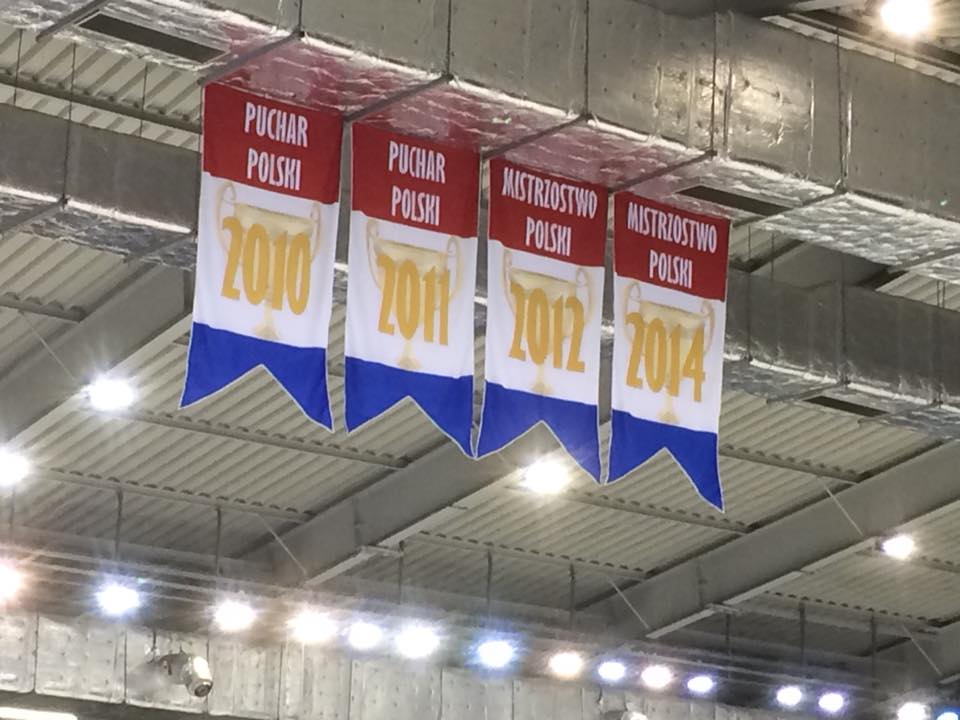 PUCHAR
POLSKI
2010
PUCHAR
POLSKI
2011
MISTRZOSTWO
POLSKI
2012
MISTRZOSTWO
POLSKI
2014